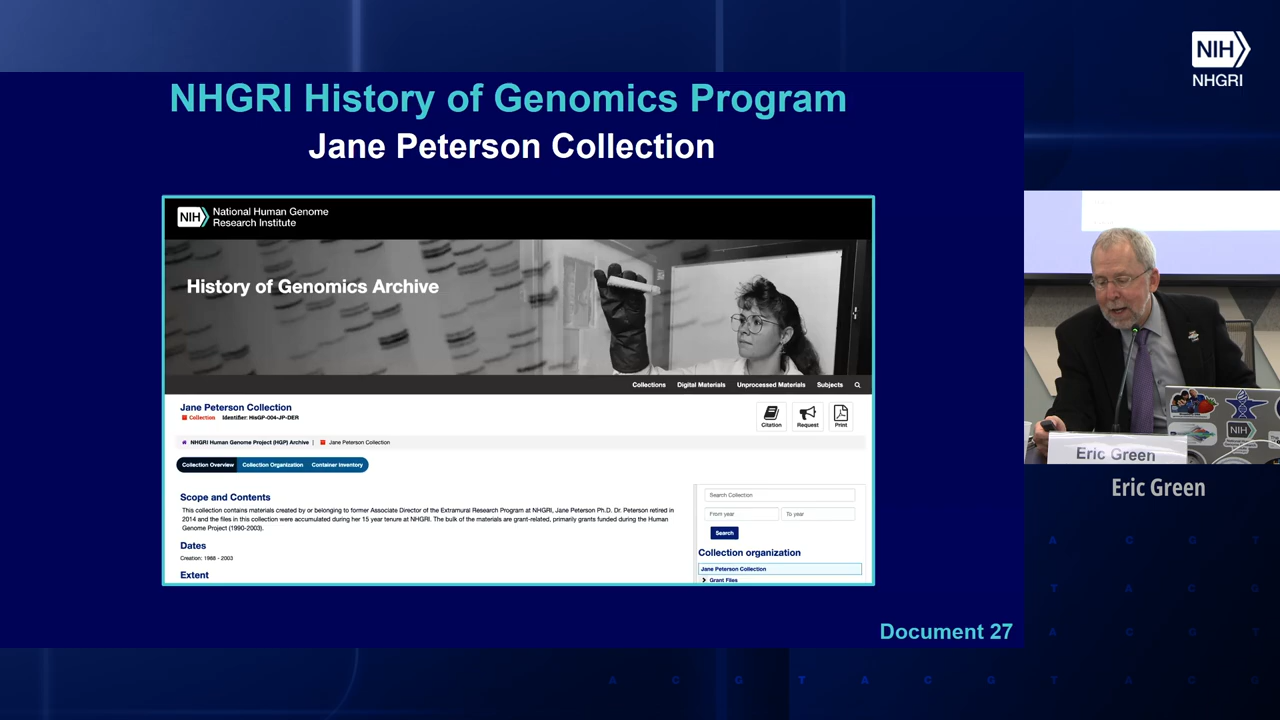 NIH
NHGRI
NHGRI History of Genomics Program
Jane Peterson Collection
NIH
National Human Genome
Research Institute
History of Genomics Archive
Collections Digital Materials Unprocessed Materials Subjects
Jane Peterson Collection
Collection Identifier: HisGP-004-JP-DER
Citation Request Print
NHGRI Human Genome Project (HGP) Archive | Jane Peterson Collection
Collection Overview Collection Organization Container Inventory
Scope and Contents
This collection contains materials created by or belonging to former Associate Director of the Extramural Research Program at NHGRI, Jane Peterson Ph.D. Dr. Peterson retired in
2014 and the files in this collection were accumulated during her 15 year tenure at NHGRI. The bulk of the materials are grant-related, primarily grants funded during the Human
Genome Project (1990-2003).
Dates
Creation: 1988 - 2003
Extent
Search Collection
From year To year
Search
Collection organization
Jane Peterson Collection
Grant Files
Document 27
NIH
Eric Green
Eric Green
A C G T
T A C G
A C G T
A C G T A C G T A C G